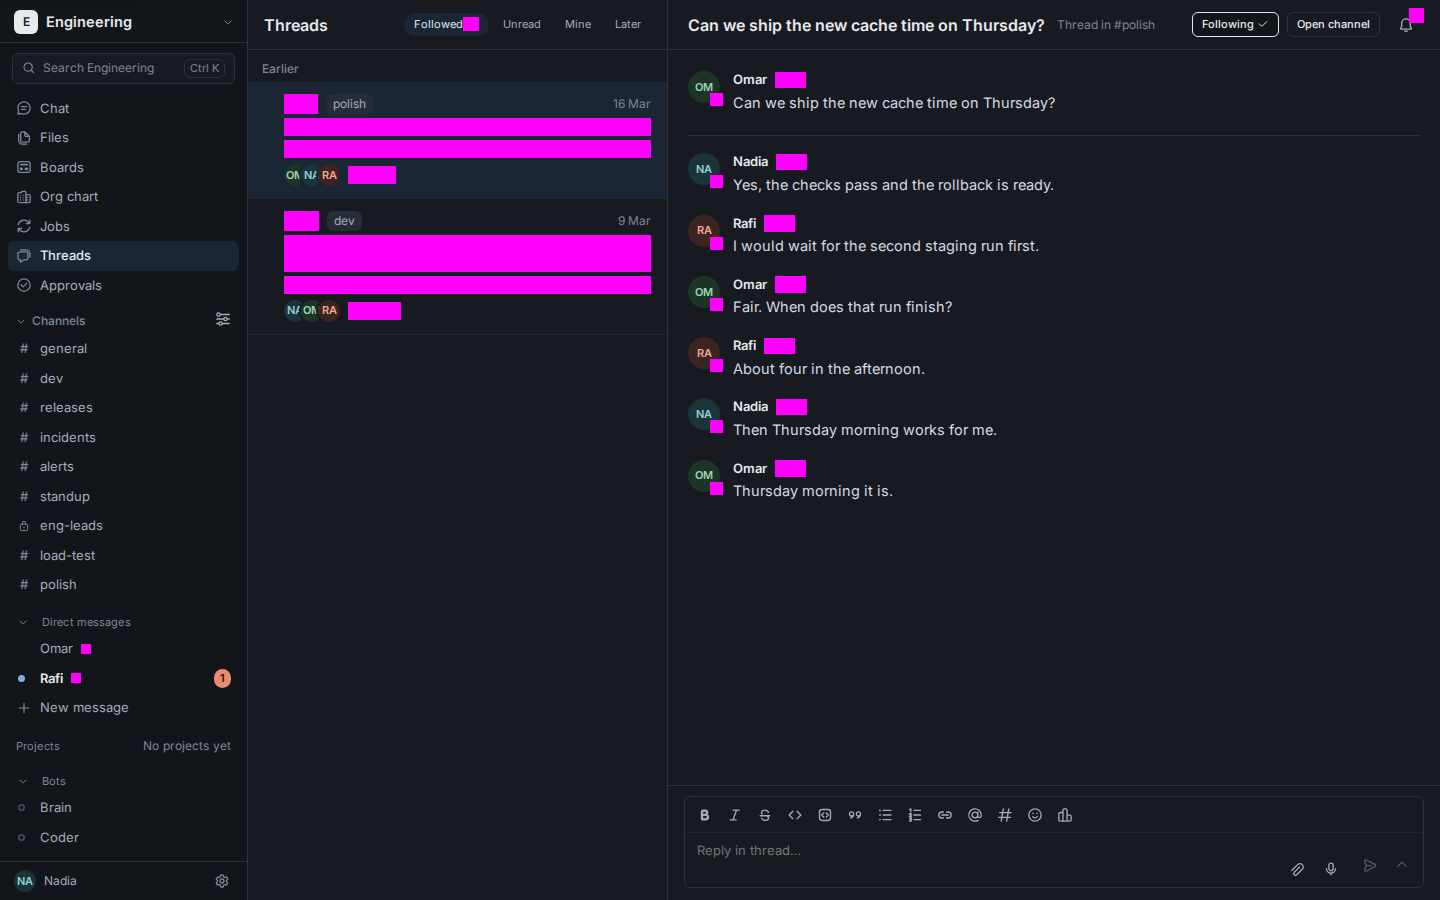 E Engineering
Search Engineering Ctrl K
Chat
Files
Boards
Org chart
Jobs
Threads
Approvals
Channels
# general
# dev
# releases
# incidents
# alerts
# standup
eng-leads
# load-test
# polish
Direct messages
Omar
Rafi 1
New message
Projects No projects yet
Bots
Brain
Coder
NA Nadia
Threads Followed Unread Mine Later
Earlier
polish 16 Mar
RA
dev 9 Mar
RA
Can we ship the new cache time on Thursday? Thread in #polish Following Open channel
OM Omar
Can we ship the new cache time on Thursday?
NA Nadia
Yes, the checks pass and the rollback is ready.
RA Rafi
I would wait for the second staging run first.
OM Omar
Fair. When does that run finish?
RA Rafi
About four in the afternoon.
NA Nadia
Then Thursday morning works for me.
OM Omar
Thursday morning it is.
Reply in thread...